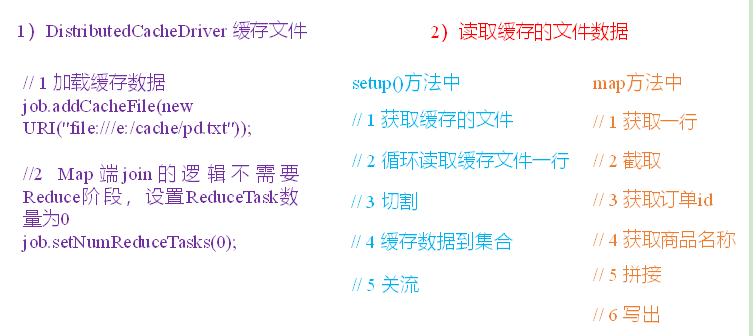 1）DistributedCacheDriver 缓存文件
// 1 加载缓存数据
job.addCacheFile(new
URI("file:///e:/cache/pd.txt"));
//2 Map 端join的逻辑不需要
Reduce阶段，设置ReduceTask数
量为0
job.setNumReduceTasks(0);
2）读取缓存的文件数据
setup()方法中
// 1 获取缓存的文件
// 2 循环读取缓存文件一行
// 3 切割
// 4 缓存数据到集合
// 5 关流
map方法中
// 1 获取一行
// 2 截取
// 3 获取订单id
// 4 获取商品名称
// 5 拼接
// 6 写出